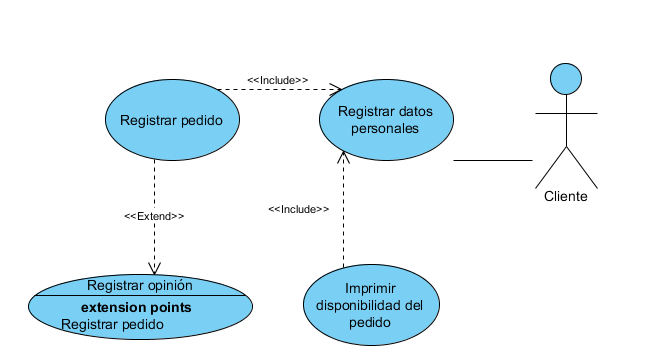 <<Include>>
Registrar pedido
Registrar datos
personales
Cliente
<<Include>>
<<Extend>>
Registrar opinión
extension points
Registrar pedido
Imprimir
disponibilidad del
pedido